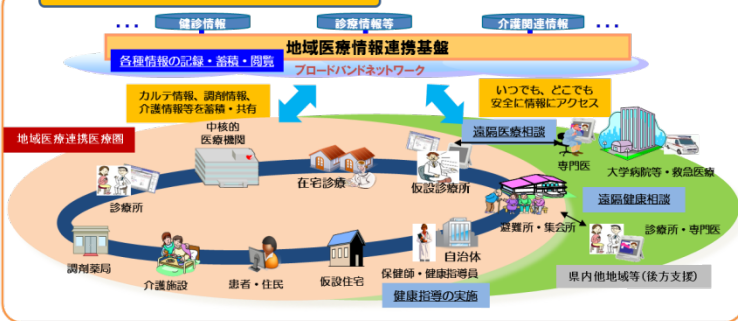 … 健診情報 診療情報等 介護関連情報 …
地域医療情報連携基盤
各種情報の記録・蓄積・閲覧
ブロードバンドネットワーク
カルテ情報、調剤情報、
介護情報等を蓄積・共有
いつでも、どこでも
安全に情報にアクセス
地域医療連携医療圏
中核的
医療機関
遠隔医療相談
専門医
大学病院等・救急医療
在宅診療
仮設診療所
診療所
遠隔健康相談
避難所・集会所
診療所・専門医
調剤薬局
介護施設
患者・住民
仮設住宅
自治体
保健師・健康指導員
県内他地域等(後方支援)
健康指導の実施